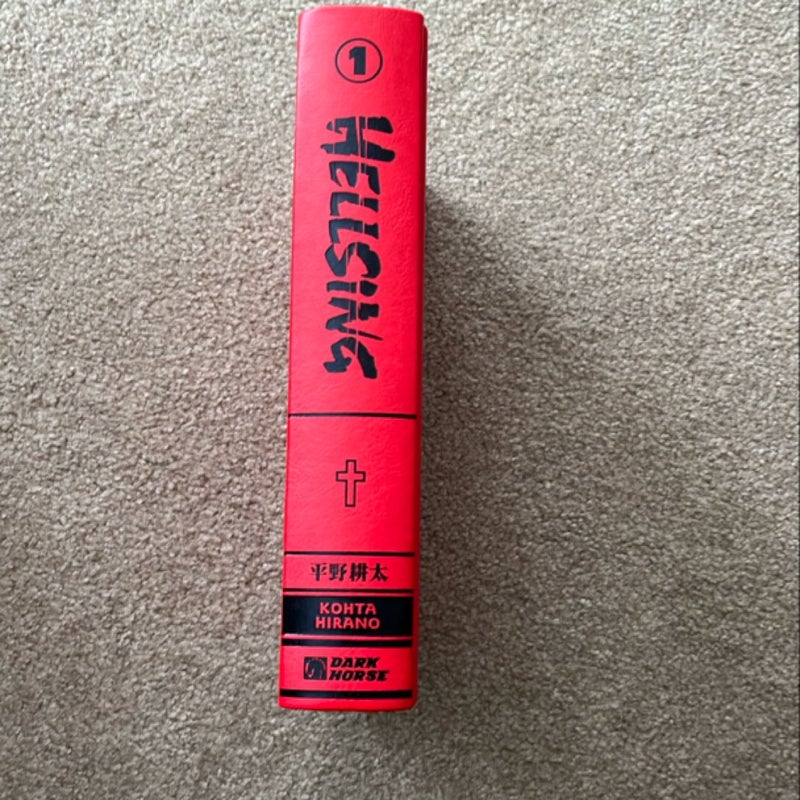 1
HELLSING
平野耕太
KOHTA
HIRANO
DARK
HORSE